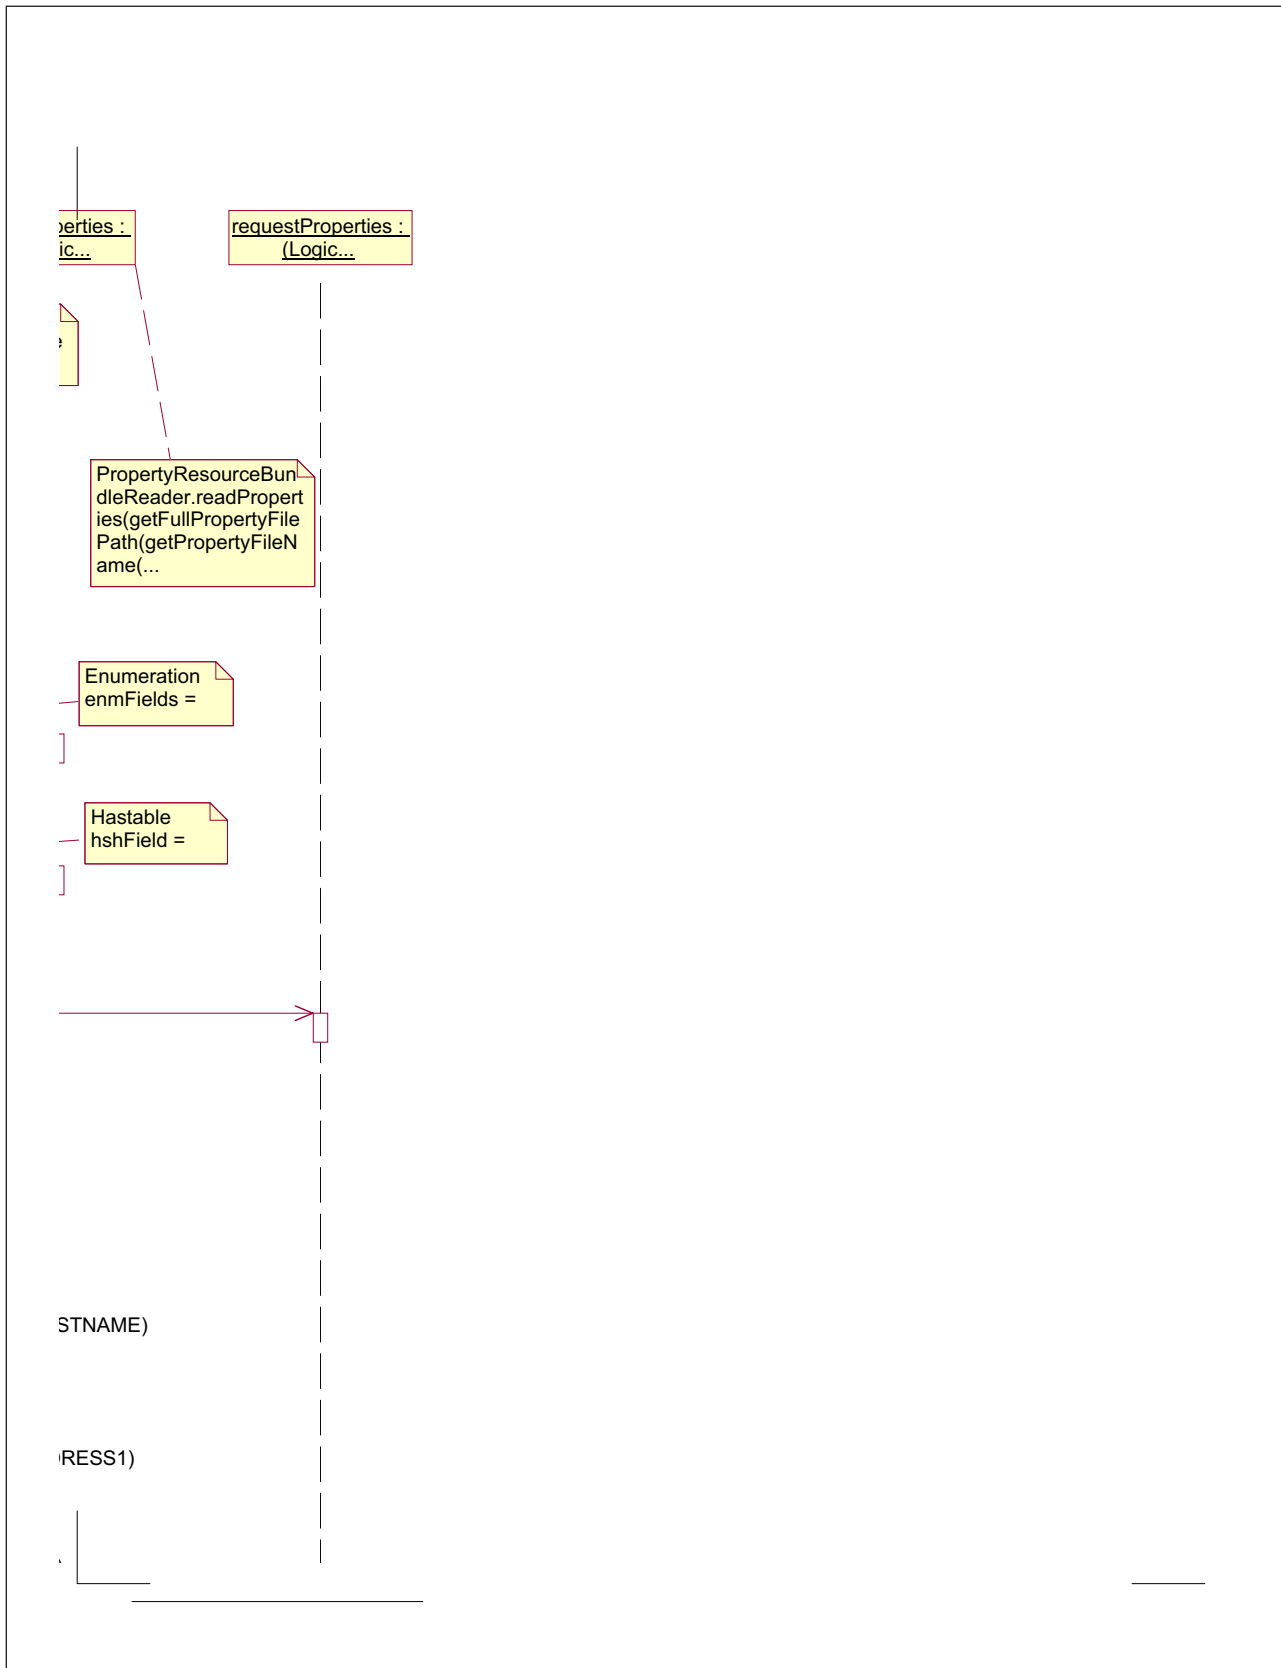 perties :
ic...
requestProperties :
(Logic...
e
PropertyResourceBun
dleReader.readPropert
ies(getFullPropertyFile
Path(getPropertyFileN
ame(...
Enumeration
enmFields =
Hastable
hshField =
STNAME)
RESS1)